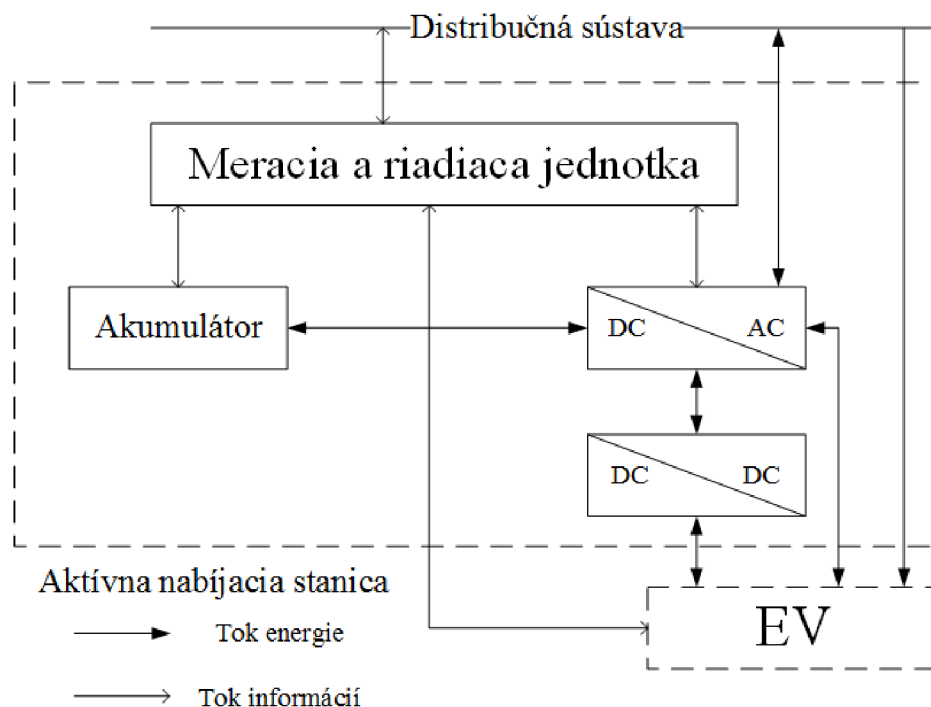 Distribučná sústava
Meracia a riadiaca jednotka
Akumulátor
DC AC
DC DC
Aktívna nabíjacia stanica
EV
Tok energie
Tok informácií